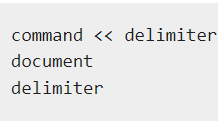 command << delimiter
document
delimiter